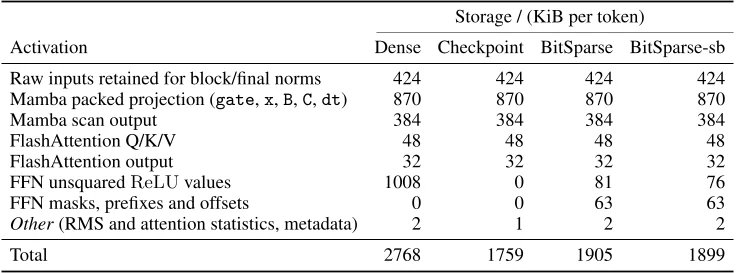 Storage / (KiB per token)
Activation Dense Checkpoint BitSparse BitSparse-sb
Raw inputs retained for block/final norms 424 424 424 424
Mamba packed projection (gate, x, B, C, dt) 870 870 870 870
Mamba scan output 384 384 384 384
FlashAttention Q/K/V 48 48 48 48
FlashAttention output 32 32 32 32
FFN unsquared ReLU values 1008 0 81 76
FFN masks, prefixes and offsets 0 0 63 63
Other (RMS and attention statistics, metadata) 2 1 2 2
Total 2768 1759 1905 1899